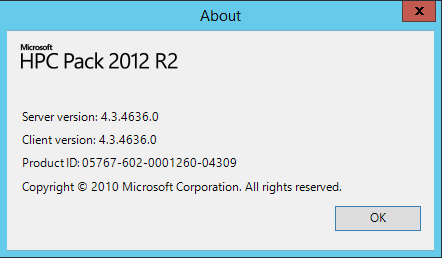 About
x
Microsoft
HPC Pack 2012 R2
Server version: 4.3.4636.0
Client version: 4.3.4636.0
Product ID: 05767-602-0001260-04309
Copyright © 2010 Microsoft Corporation. All rights reserved.
OK